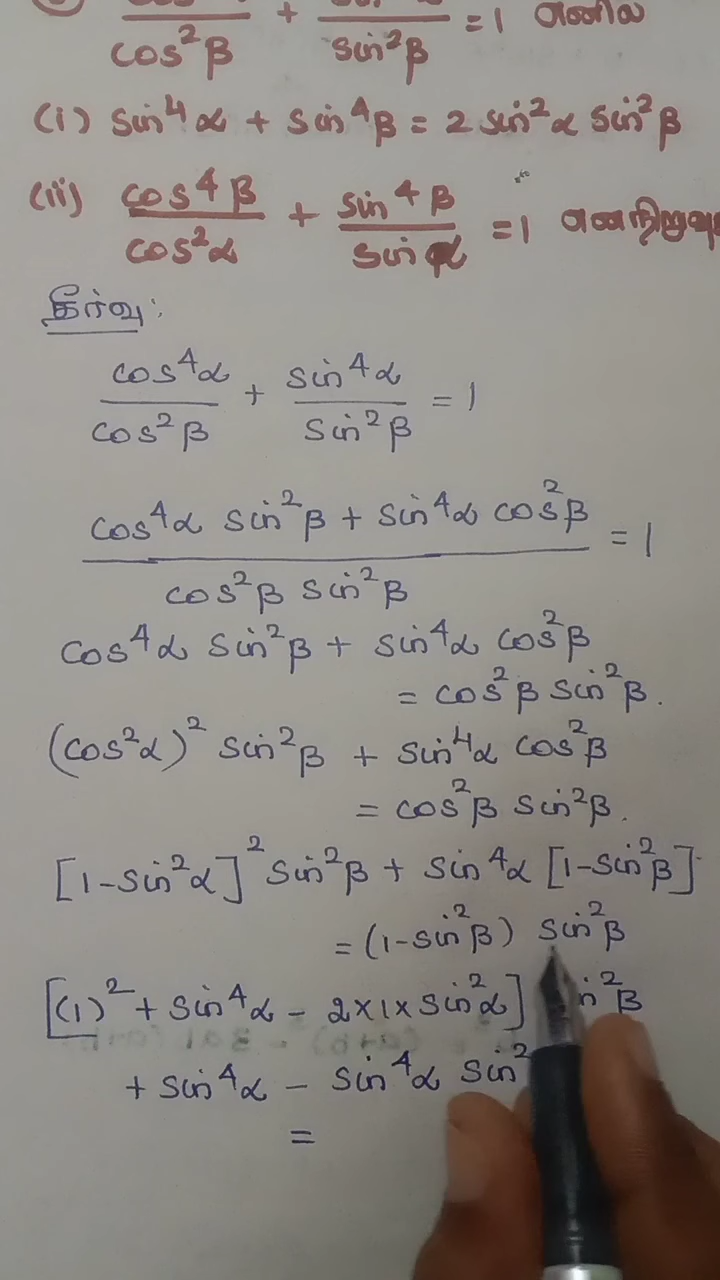 cos²β + sin²β = 1 எனில்
(i) sin⁴α + sin⁴β = 2 sin²α sin²β
(ii) cos⁴β/cos²α + sin⁴β/sin α = 1 எனநிறுவு
தீர்வு:
cos⁴α/cos²β + sin⁴α/sin²β = 1
(cos⁴α sin²β + sin⁴α cos²β)/(cos²β sin²β) = 1
cos⁴α sin²β + sin⁴α cos²β
= cos²β sin²β.
(cos²α)² sin²β + sin⁴α cos²β
= cos²β sin²β.
[1-sin²α]² sin²β + sin⁴α [1-sin²β]
= (1-sin²β) sin²β
[(1)² + sin⁴α - 2×1×sin²α] sin²β
+ sin⁴α - sin⁴α sin²
=